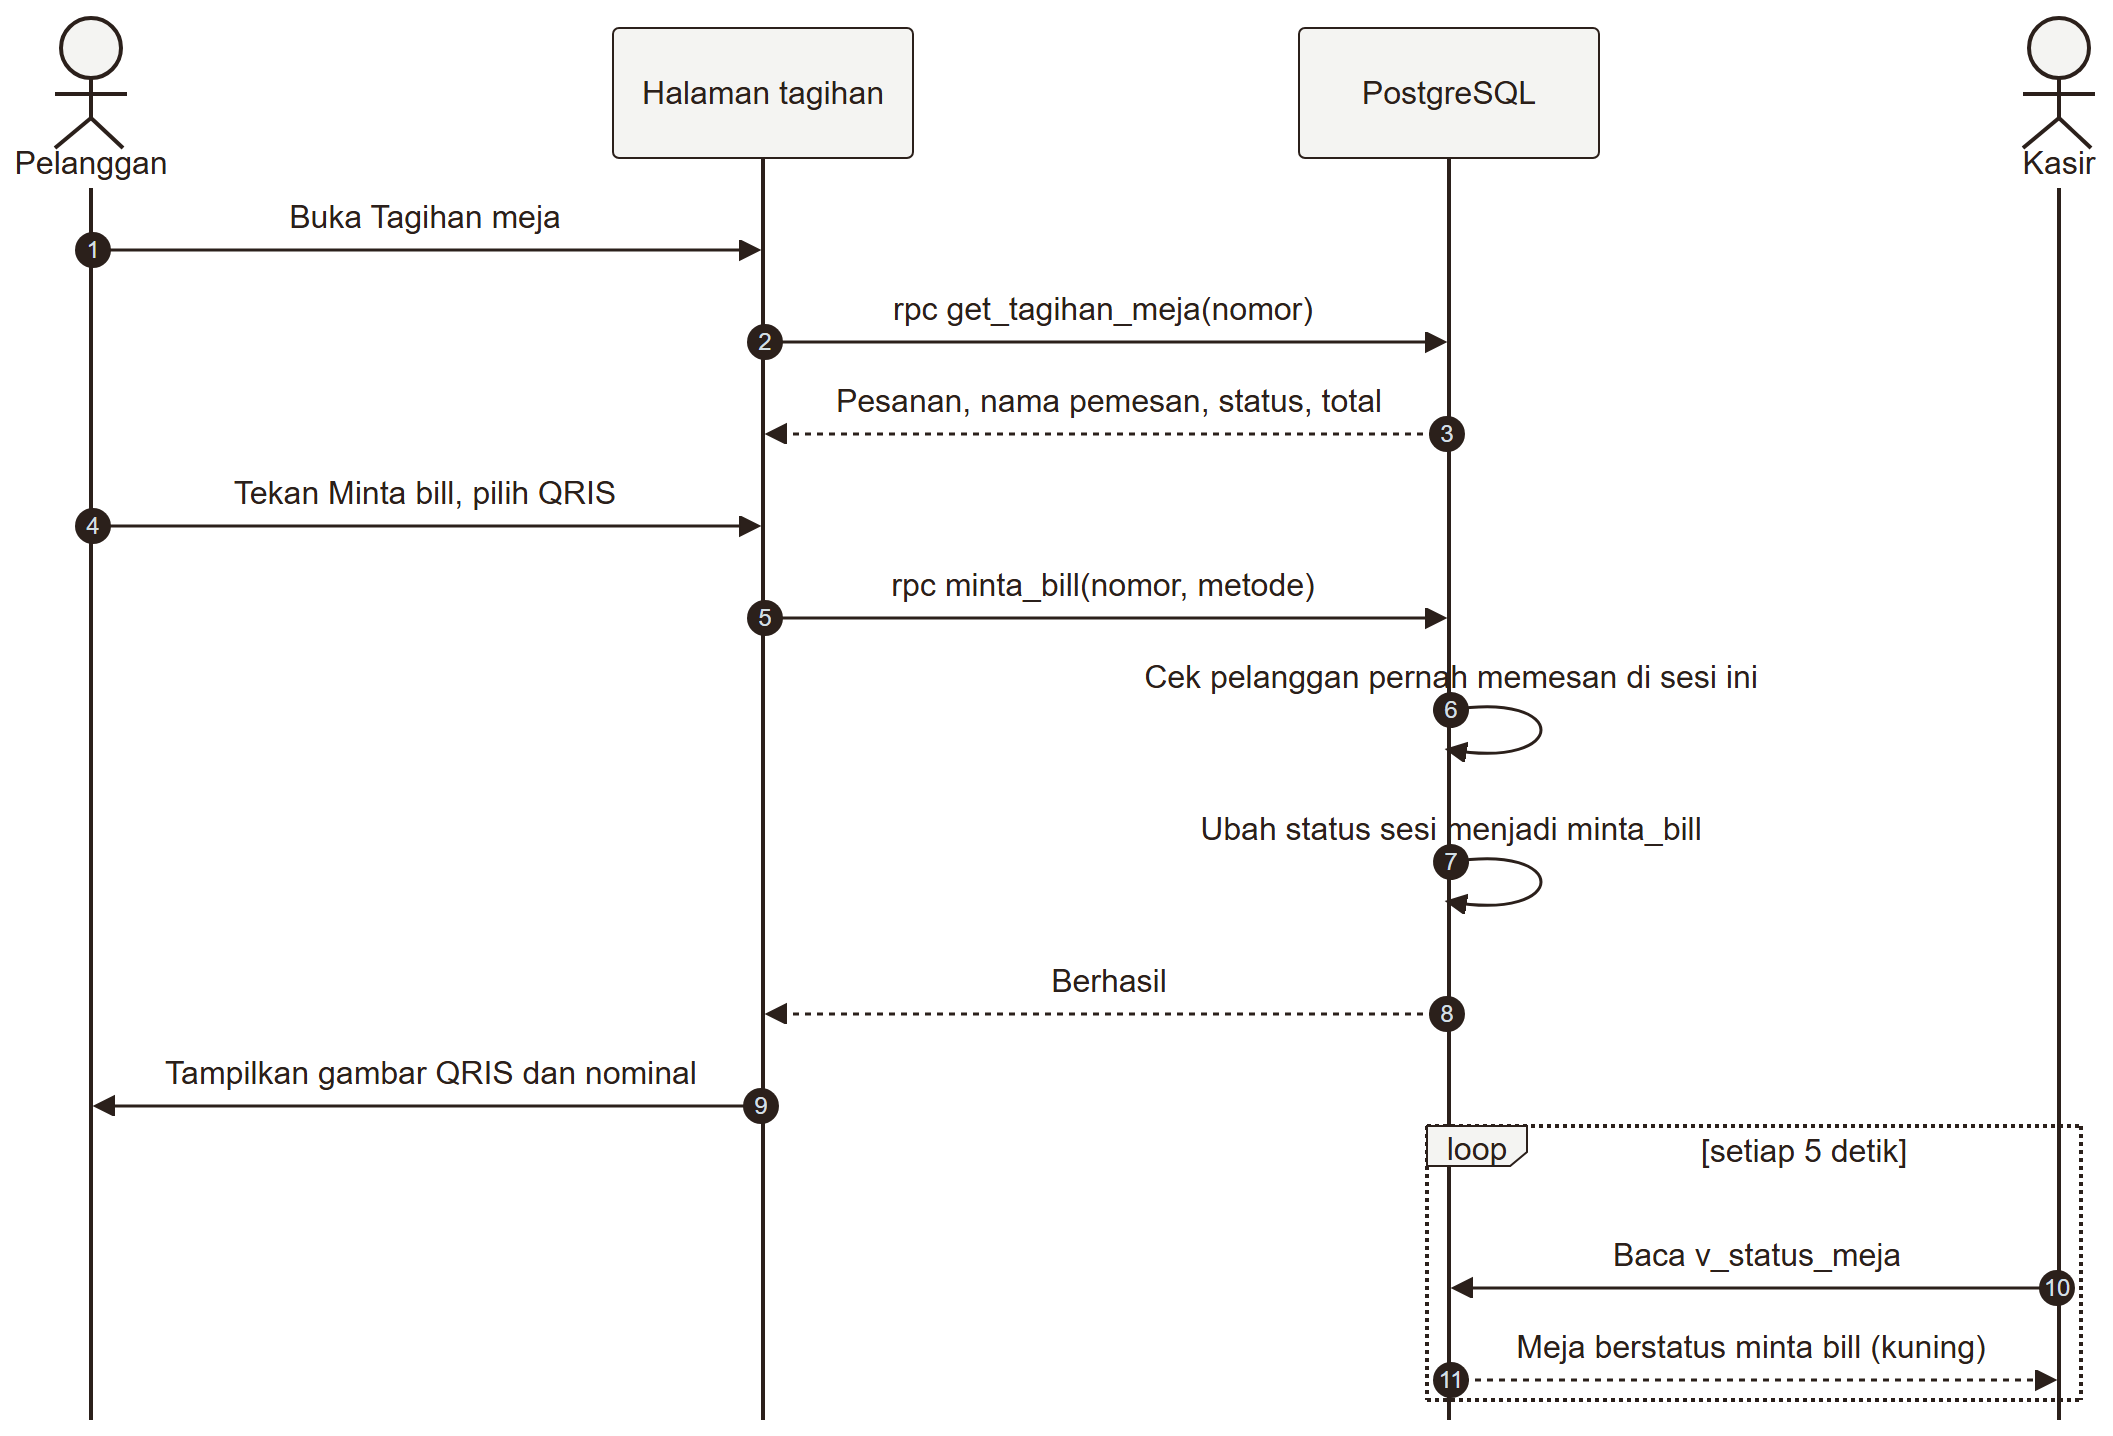 Halaman tagihan
PostgreSQL
Pelanggan
Kasir
Buka Tagihan meja
1
rpc get_tagihan_meja(nomor)
2
Pesanan, nama pemesan, status, total
3
Tekan Minta bill, pilih QRIS
4
rpc minta_bill(nomor, metode)
5
Cek pelanggan pernah memesan di sesi ini
6
Ubah status sesi menjadi minta_bill
7
Berhasil
8
Tampilkan gambar QRIS dan nominal
9
loop
[setiap 5 detik]
Baca v_status_meja
10
Meja berstatus minta bill (kuning)
11